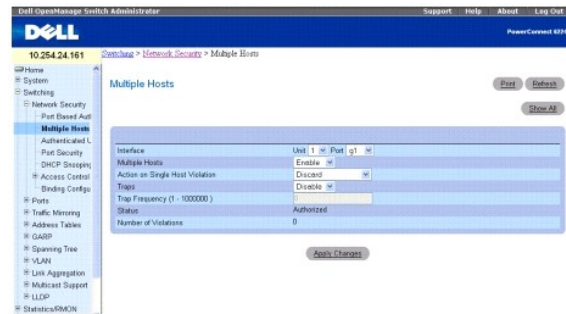 Dell OpenManage Switch Administrator
Support Help About Log Out
DELL
PowerConnect 6224
10.254.24.161
Switching > Network Security > Multiple Hosts
Home
System
Switching
Network Security
Port Based Auth
Multiple Hosts
Authenticated U
Port Security
DHCP Snooping
Access Control
Binding Configu
Ports
Traffic Mirroring
Address Tables
GARP
Spanning Tree
VLAN
Link Aggregation
Multicast Support
LLDP
Statistics/RMON
Multiple Hosts
Print Refresh
Show All
Interface Unit 1 Port g1
Multiple Hosts Enable
Action on Single Host Violation Discard
Traps Disable
Trap Frequency (1 - 1000000 ) 0
Status Authorized
Number of Violations 0
Apply Changes